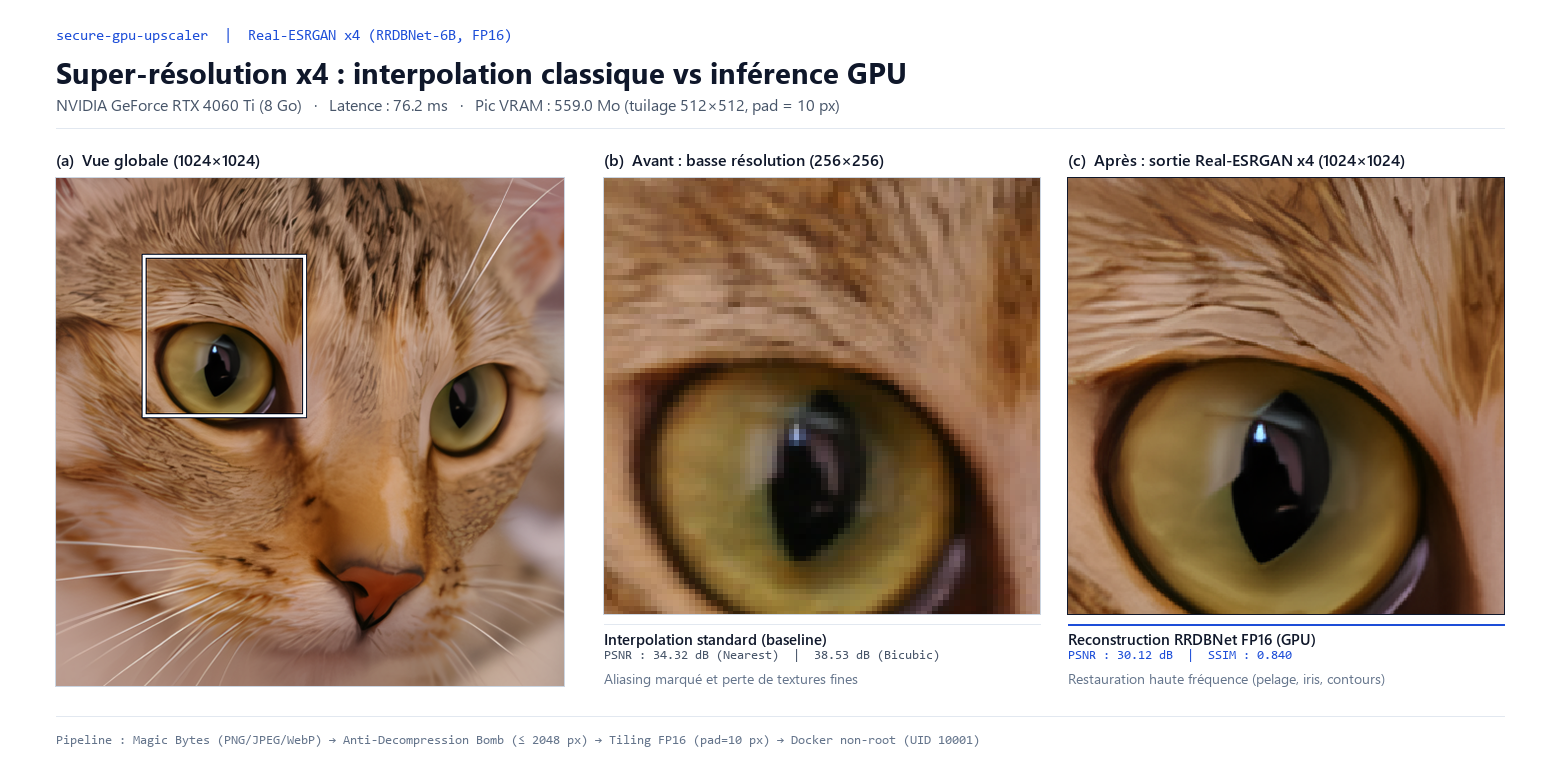 secure-gpu-upscaler | Real-ESRGAN x4 (RRDBNet-6B, FP16)
Super-résolution x4 : interpolation classique vs inférence GPU
NVIDIA GeForce RTX 4060 Ti (8 Go) · Latence : 76.2 ms · Pic VRAM : 559.0 Mo (tuilage 512×512, pad = 10 px)
(a) Vue globale (1024×1024)
(b) Avant : basse résolution (256×256)
(c) Après : sortie Real-ESRGAN x4 (1024×1024)
Interpolation standard (baseline)
PSNR : 34.32 dB (Nearest) | 38.53 dB (Bicubic)
Aliasing marqué et perte de textures fines
Reconstruction RRDBNet FP16 (GPU)
PSNR : 30.12 dB | SSIM : 0.840
Restauration haute fréquence (pelage, iris, contours)
Pipeline : Magic Bytes (PNG/JPEG/WebP) → Anti-Decompression Bomb (≤ 2048 px) → Tiling FP16 (pad=10 px) → Docker non-root (UID 10001)